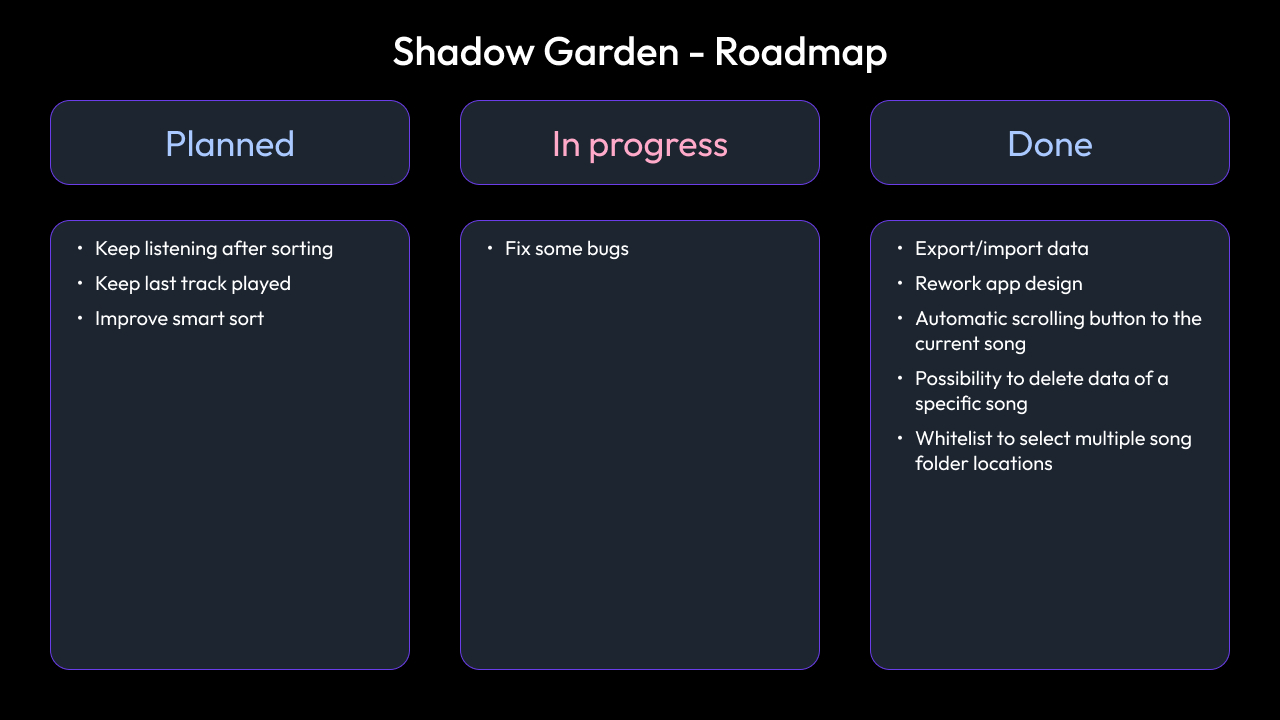 Shadow Garden - Roadmap
Planned
In progress
Done
• Keep listening after sorting
• Keep last track played
• Improve smart sort
• Fix some bugs
• Export/import data
• Rework app design
• Automatic scrolling button to the
current song
• Possibility to delete data of a
specific song
• Whitelist to select multiple song
folder locations